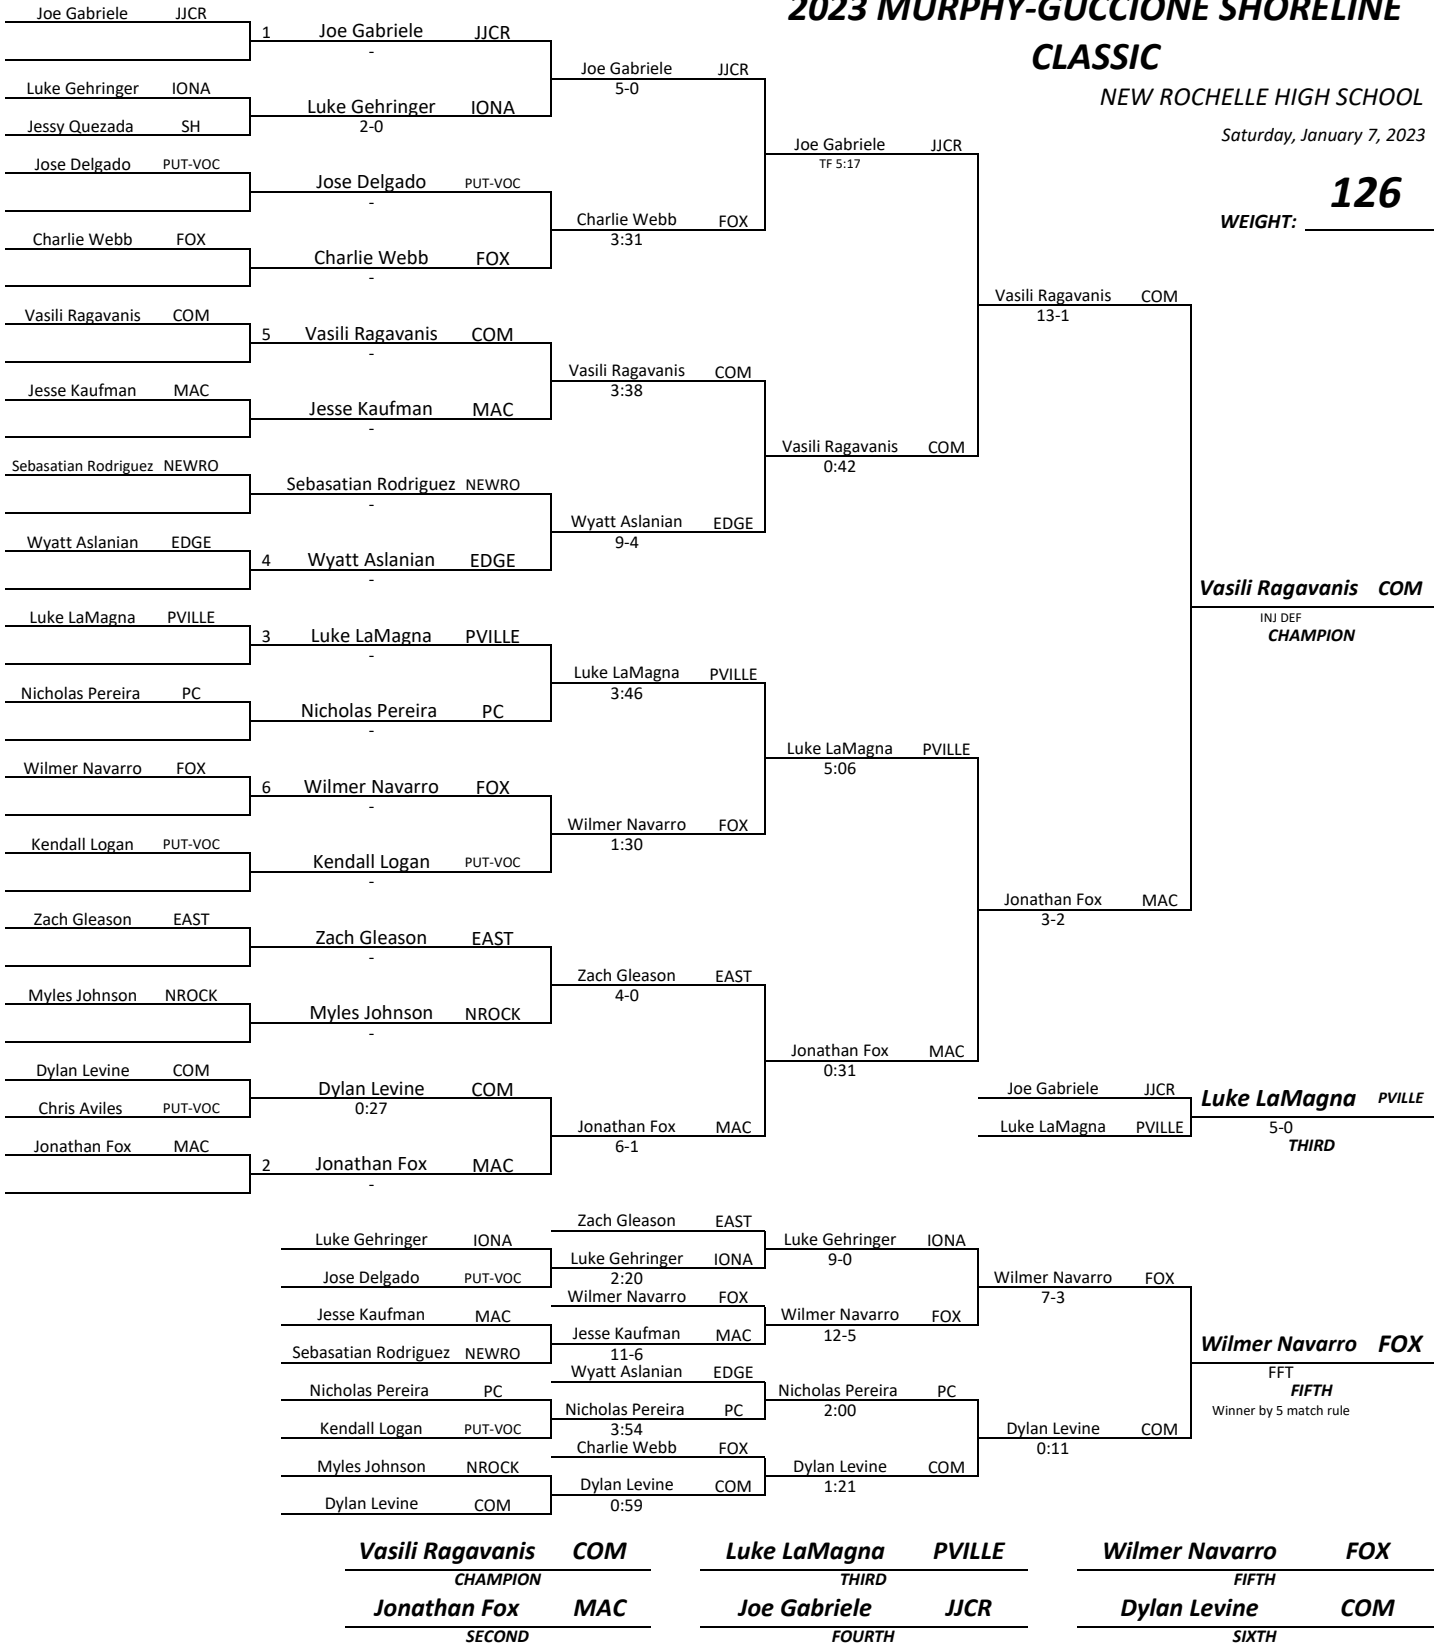 2023 MURPHY-GUCCIONE SHORELINE
CLASSIC
NEW ROCHELLE HIGH SCHOOL
Saturday, January 7, 2023
WEIGHT: 126
Joe Gabriele JJCR
Luke Gehringer IONA
Jessy Quezada SH
Jose Delgado PUT-VOC
Charlie Webb FOX
Vasili Ragavanis COM
Jesse Kaufman MAC
Sebasatian Rodriguez NEWRO
Wyatt Aslanian EDGE
Luke LaMagna PVILLE
Nicholas Pereira PC
Wilmer Navarro FOX
Kendall Logan PUT-VOC
Zach Gleason EAST
Myles Johnson NROCK
Dylan Levine COM
Chris Aviles PUT-VOC
Jonathan Fox MAC
1 Joe Gabriele JJCR
-
Luke Gehringer IONA
2-0
Jose Delgado PUT-VOC
-
Charlie Webb FOX
-
5 Vasili Ragavanis COM
-
Jesse Kaufman MAC
-
Sebasatian Rodriguez NEWRO
-
4 Wyatt Aslanian EDGE
-
3 Luke LaMagna PVILLE
-
Nicholas Pereira PC
-
6 Wilmer Navarro FOX
-
Kendall Logan PUT-VOC
-
Zach Gleason EAST
-
Myles Johnson NROCK
-
Dylan Levine COM
0:27
2 Jonathan Fox MAC
-
Joe Gabriele JJCR
5-0
Charlie Webb FOX
3:31
Vasili Ragavanis COM
3:38
Wyatt Aslanian EDGE
9-4
Luke LaMagna PVILLE
3:46
Wilmer Navarro FOX
1:30
Zach Gleason EAST
4-0
Jonathan Fox MAC
6-1
Joe Gabriele JJCR
TF 5:17
Vasili Ragavanis COM
0:42
Luke LaMagna PVILLE
5:06
Jonathan Fox MAC
0:31
Vasili Ragavanis COM
13-1
Jonathan Fox MAC
3-2
Vasili Ragavanis COM
INJ DEF
CHAMPION
Joe Gabriele JJCR
Luke LaMagna PVILLE
Luke LaMagna PVILLE
5-0
THIRD
Luke Gehringer IONA
Jose Delgado PUT-VOC
Jesse Kaufman MAC
Sebasatian Rodriguez NEWRO
Nicholas Pereira PC
Kendall Logan PUT-VOC
Myles Johnson NROCK
Dylan Levine COM
Zach Gleason EAST
Luke Gehringer IONA
2:20
Wilmer Navarro FOX
Jesse Kaufman MAC
11-6
Wyatt Aslanian EDGE
Nicholas Pereira PC
3:54
Charlie Webb FOX
Dylan Levine COM
0:59
Luke Gehringer IONA
9-0
Wilmer Navarro FOX
12-5
Nicholas Pereira PC
2:00
Dylan Levine COM
1:21
Wilmer Navarro FOX
7-3
Dylan Levine COM
0:11
Wilmer Navarro FOX
FFT
FIFTH
Winner by 5 match rule
Vasili Ragavanis COM
CHAMPION
Luke LaMagna PVILLE
THIRD
Wilmer Navarro FOX
FIFTH
Jonathan Fox MAC
SECOND
Joe Gabriele JJCR
FOURTH
Dylan Levine COM
SIXTH